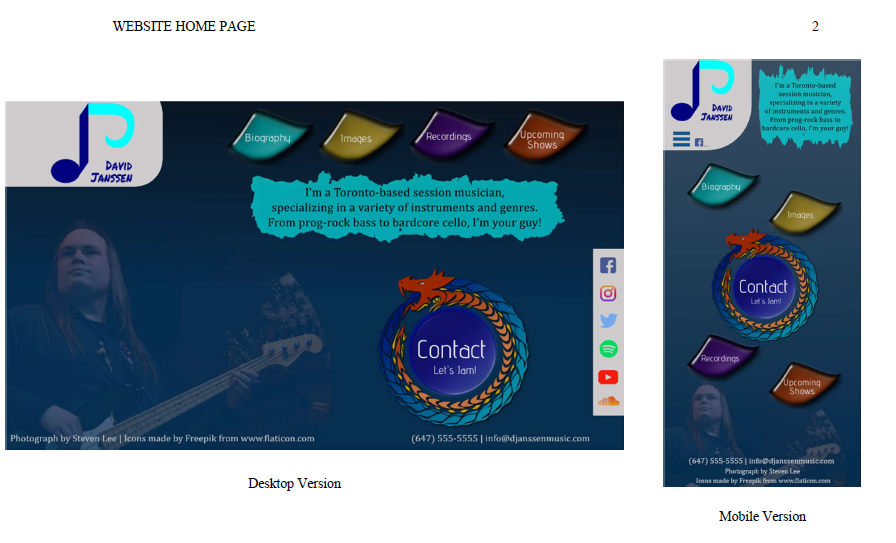 WEBSITE HOME PAGE
2
DAVID
JANSSEN
Biography
Images
Recordings
Upcoming
Shows
I'm a Toronto-based session musician,
specializing in a variety of instruments and genres.
From prog-rock bass to hardcore cello, I'm your guy!
Contact
Let's Jam!
Photograph by Steven Lee | Icons made by Freepik from www.flaticon.com
(647) 555-5555 | info@djanssenmusic.com
Desktop Version
DAVID
JANSSEN
I'm a Toronto-based
session musician,
specializing in a variety
of instruments and genres.
From prog-rock bass to
hardcore cello, I'm your guy!
...
Biography
Images
Contact
Let's Jam!
Recordings
Upcoming
Shows
(647) 555-5555 | info@djanssenmusic.com
Photograph by Steven Lee
Icons made by Freepik from www.flaticon.com
Mobile Version